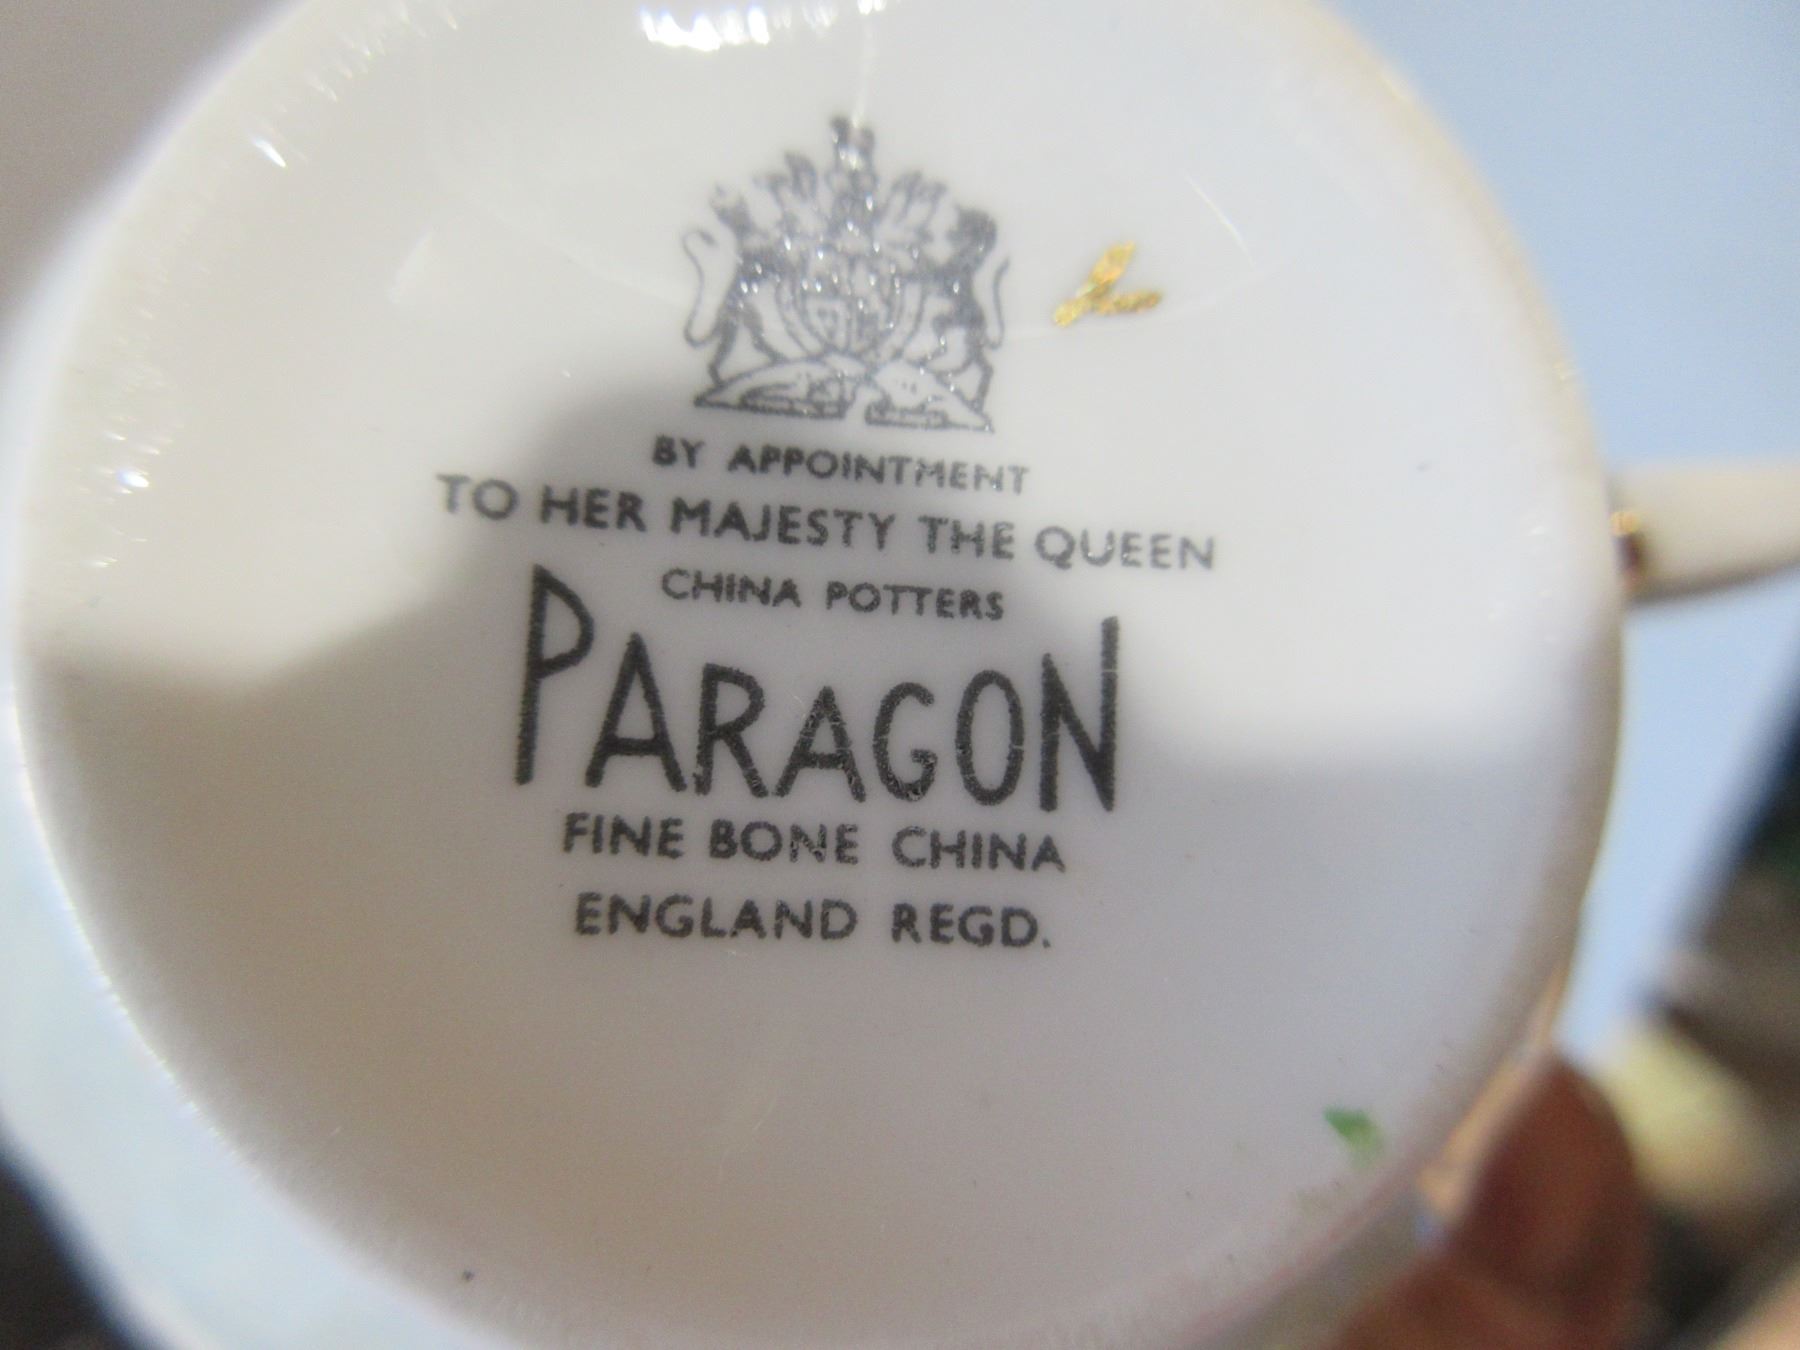 BY APPOINTMENT
TO HER MAJESTY THE QUEEN
CHINA POTTERS
PARAGON
FINE BONE CHINA
ENGLAND REGD.